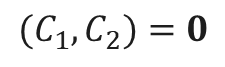 (C₁, C₂) = 𝟎